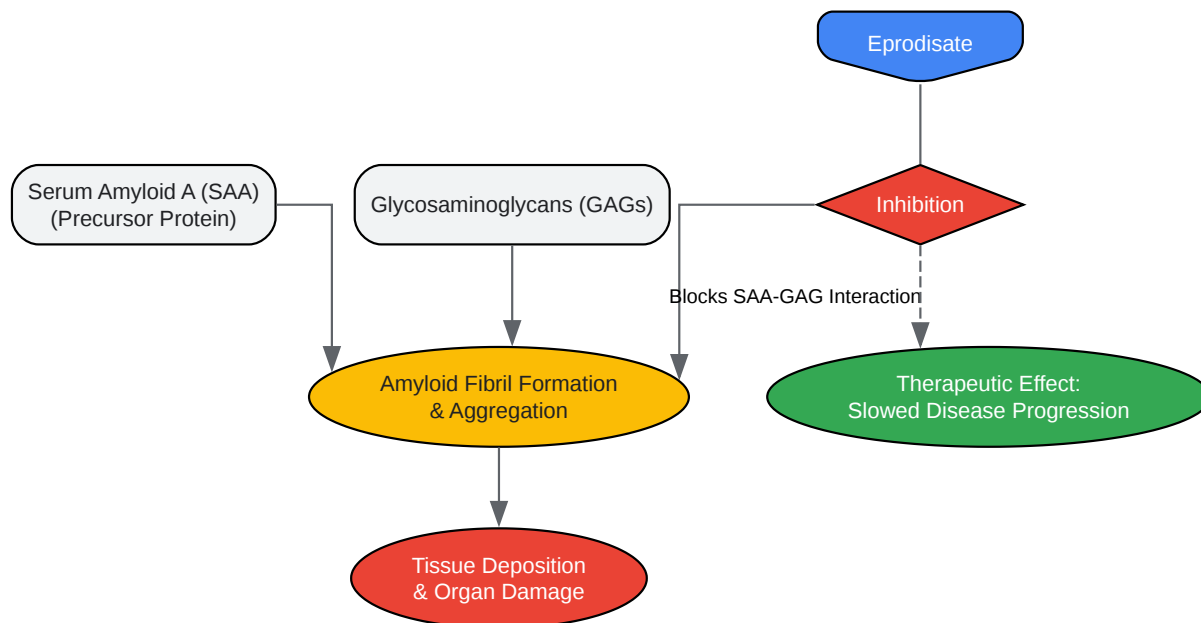 Eprodisate
Serum Amyloid A (SAA)
(Precursor Protein)
Glycosaminoglycans (GAGs)
Inhibition
Blocks SAA-GAG Interaction
Amyloid Fibril Formation
& Aggregation
Therapeutic Effect:
Slowed Disease Progression
Tissue Deposition
& Organ Damage